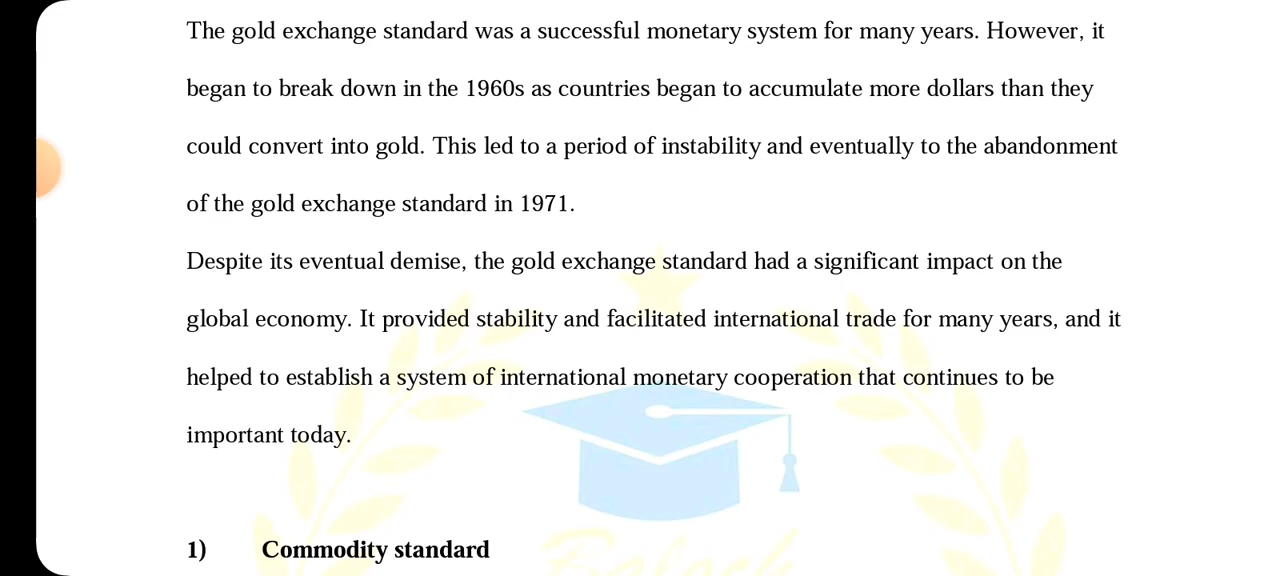 The gold exchange standard was a successful monetary system for many years. However, it
began to break down in the 1960s as countries began to accumulate more dollars than they
could convert into gold. This led to a period of instability and eventually to the abandonment
of the gold exchange standard in 1971.
Despite its eventual demise, the gold exchange standard had a significant impact on the
global economy. It provided stability and facilitated international trade for many years, and it
helped to establish a system of international monetary cooperation that continues to be
important today.
1) Commodity standard